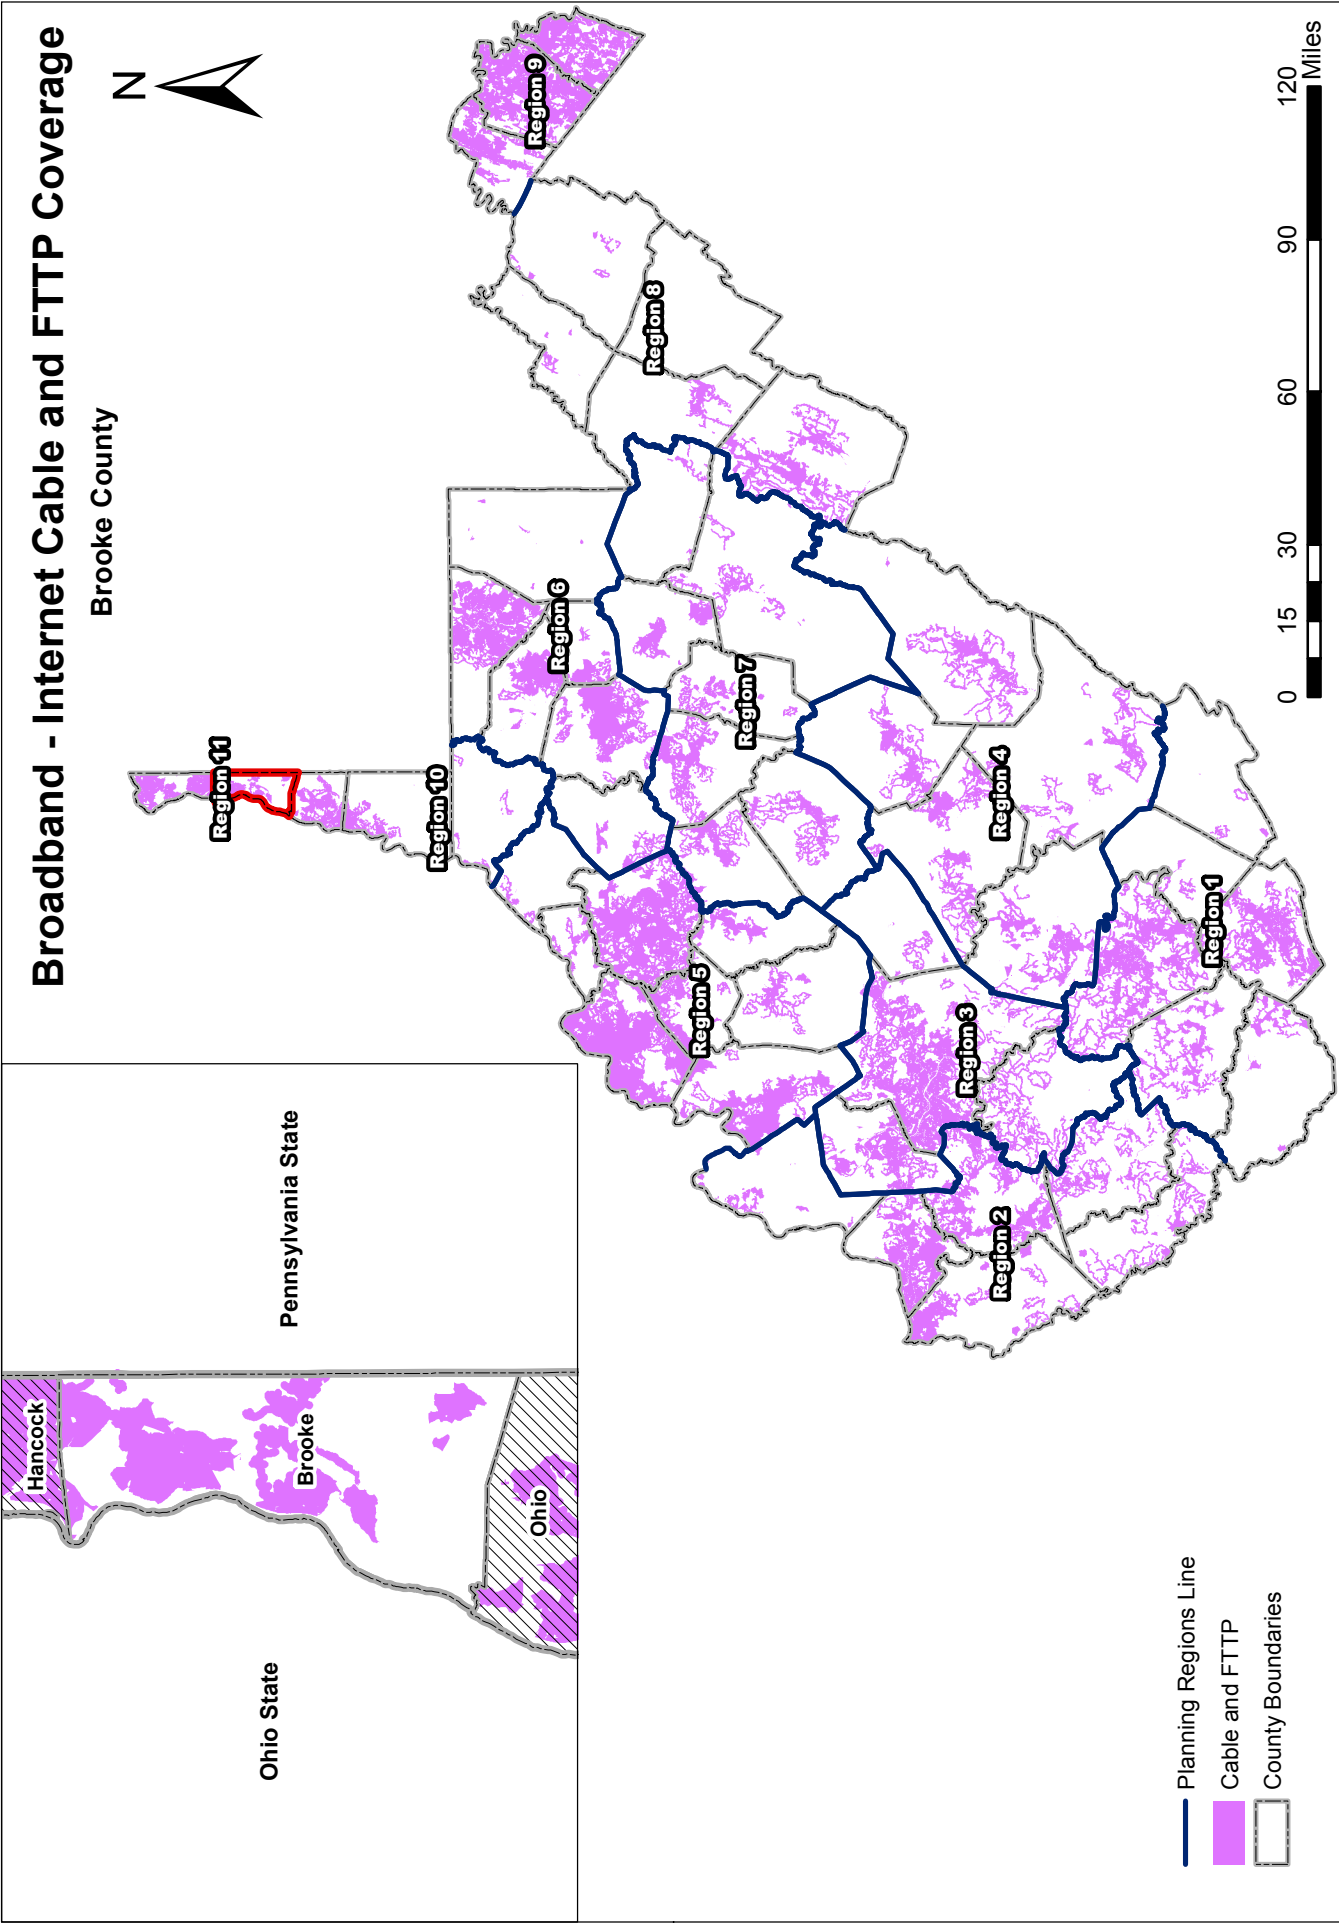 Broadband - Internet Cable and FTTP Coverage
Brooke County
N
Pennsylvania State
Ohio State
Hancock
Brooke
Ohio
Region 11
Region 10
Region 9
Region 8
Region 6
Region 7
Region 5
Region 4
Region 3
Region 2
Region 1
Planning Regions Line
Cable and FTTP
County Boundaries
0 15 30 60 90 120
Miles